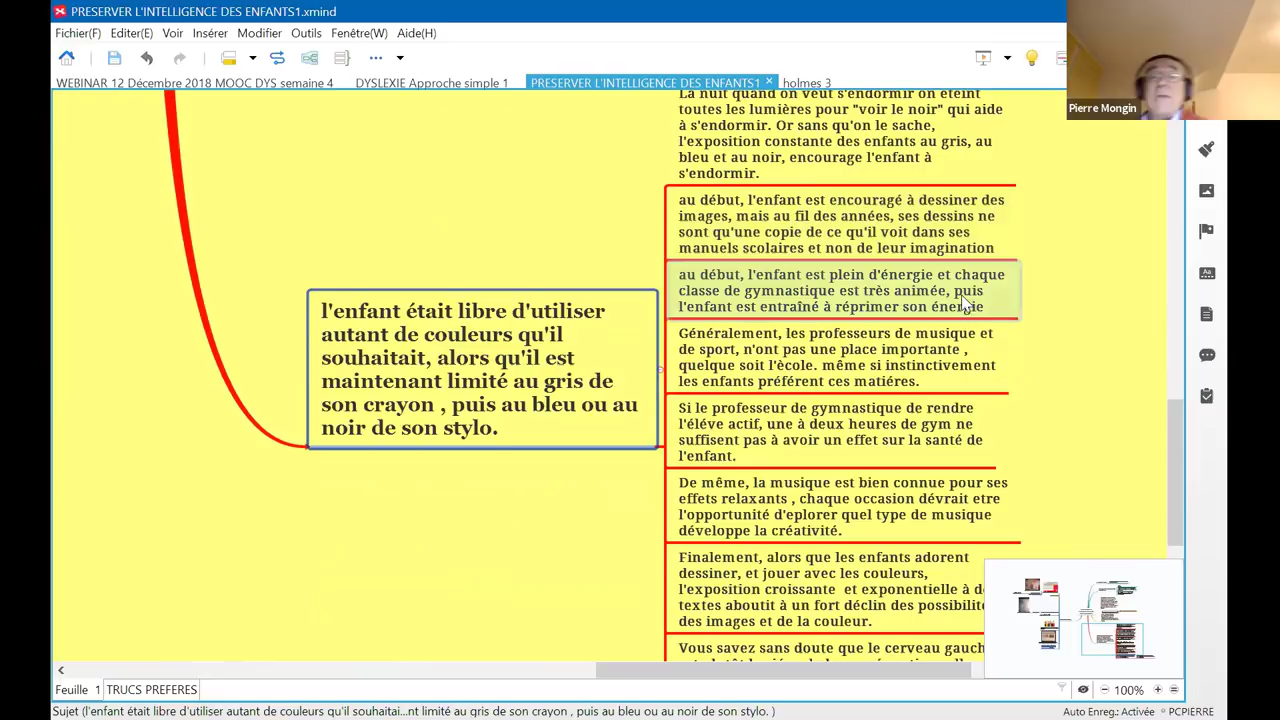 PRESERVER L'INTELLIGENCE DES ENFANTS1.xmind
Fichier(F) Editer(E) Voir Insérer Modifier Outils Fenêtre(W) Aide(H)
WEBINAR 12 Décembre 2018 MOOC DYS semaine 4 DYSLEXIE Approche simple 1 PRESERVER L'INTELLIGENCE DES ENFANTS1 holmes 3
Pierre Mongin
La nuit quand on veut s'endormir on éteint
toutes les lumières pour "voir le noir" qui aide
à s'endormir. Or sans qu'on le sache,
l'exposition constante des enfants au gris, au
bleu et au noir, encourage l'enfant à
s'endormir.
au début, l'enfant est encouragé à dessiner des
images, mais au fil des années, ses dessins ne
sont qu'une copie de ce qu'il voit dans ses
manuels scolaires et non de leur imagination
au début, l'enfant est plein d'énergie et chaque
classe de gymnastique est très animée, puis
l'enfant est entraîné à réprimer son énergie
l'enfant était libre d'utiliser
autant de couleurs qu'il
souhaitait, alors qu'il est
maintenant limité au gris de
son crayon , puis au bleu ou au
noir de son stylo.
Généralement, les professeurs de musique et
de sport, n'ont pas une place importante ,
quelque soit l'ècole. même si instinctivement
les enfants préférent ces matiéres.
Si le professeur de gymnastique de rendre
l'éléve actif, une à deux heures de gym ne
suffisent pas à avoir un effet sur la santé de
l'enfant.
De même, la musique est bien connue pour ses
effets relaxants , chaque occasion dévrait etre
l'opportunité d'eplorer quel type de musique
développe la créativité.
Finalement, alors que les enfants adorent
dessiner, et jouer avec les couleurs,
l'exposition croissante et exponentielle à d
textes aboutit à un fort déclin des possibilit
des images et de la couleur.
Vous savez sans doute que le cerveau gauch
Feuille 1 TRUCS PREFERES
100%
Sujet (l'enfant était libre d'utiliser autant de couleurs qu'il souhaitai...nt limité au gris de son crayon , puis au bleu ou au noir de son stylo. )
Auto Enreg.: Activée PCPIERRE